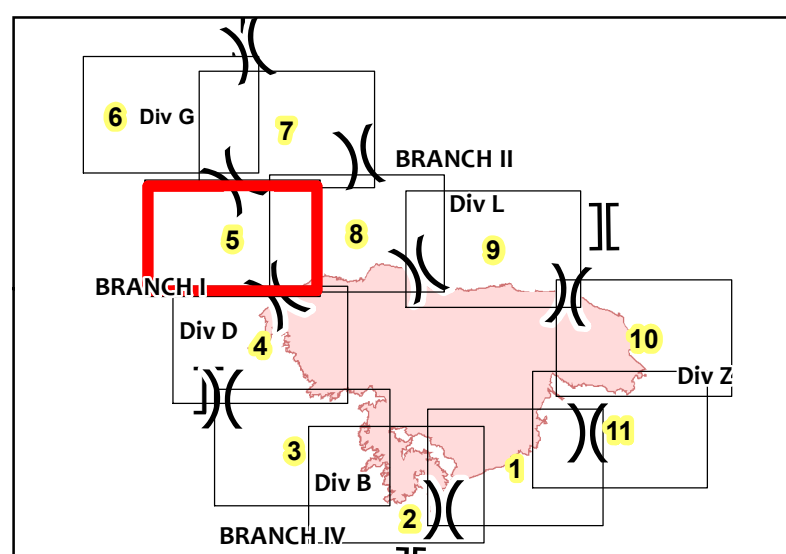 6
Div G
7
BRANCH II
Div L
5
8
9
BRANCH I
Div D
4
10
Div Z
3
11
1
Div B
2
BRANCH IV